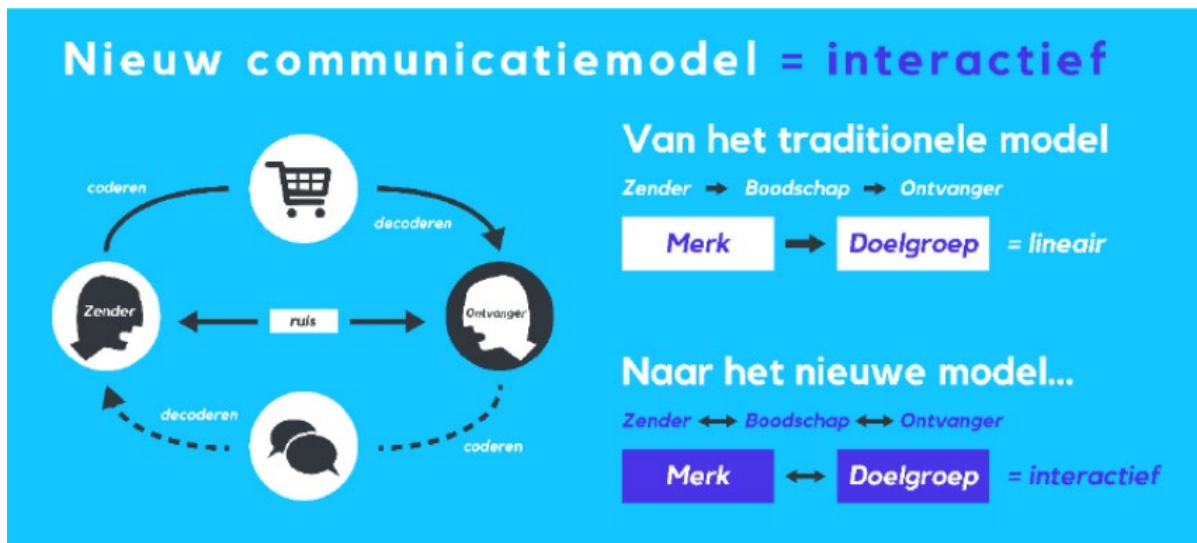 Nieuw communicatiemodel = interactief
coderen
decoderen
Zender
ruis
Ontvanger
decoderen
coderen
Van het traditionele model
Zender → Boodschap → Ontvanger
Merk → Doelgroep = lineair
Naar het nieuwe model...
Zender ↔ Boodschap ↔ Ontvanger
Merk ↔ Doelgroep = interactief